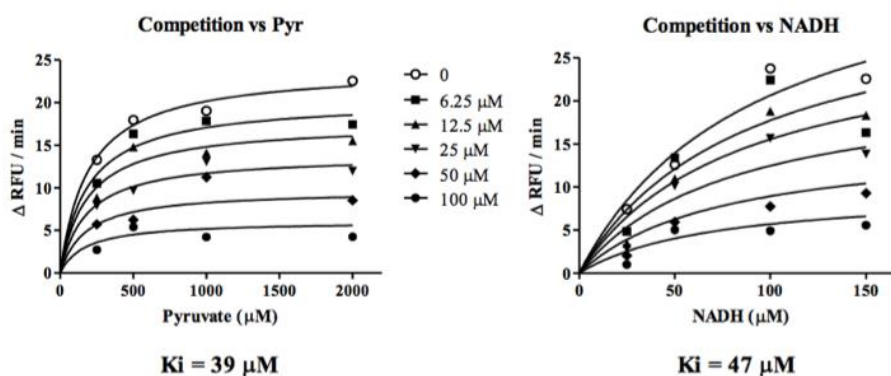 Competition vs Pyr
25
20
15
10
5
0
Δ RFU / min
0 500 1000 1500 2000
Pyruvate (μM)
Ki = 39 μM
0
6.25 μM
12.5 μM
25 μM
50 μM
100 μM
Competition vs NADH
25
20
15
10
5
0
Δ RFU / min
0 50 100 150
NADH (μM)
Ki = 47 μM